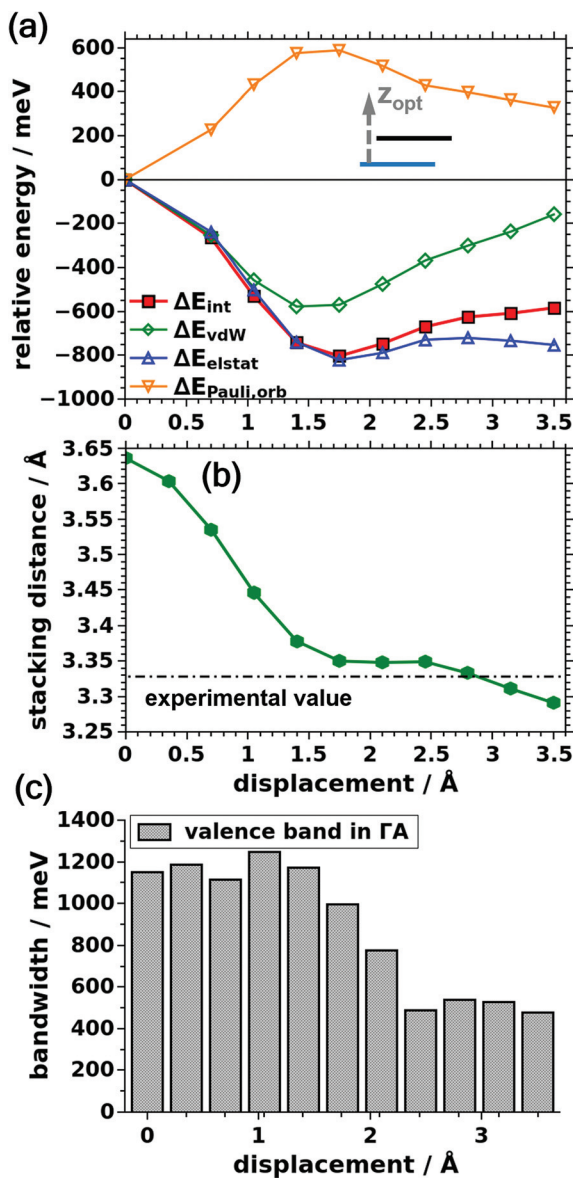 (a)
relative energy / meV
600
400
200
0
−200
−400
−600
−800
−1000
z_opt
ΔE_int
ΔE_vdW
ΔE_elstat
ΔE_Pauli,orb
0 0.5 1 1.5 2 2.5 3 3.5
(b)
stacking distance / Å
3.65
3.6
3.55
3.5
3.45
3.4
3.35
3.3
3.25
experimental value
0 0.5 1 1.5 2 2.5 3 3.5
displacement / Å
(c)
bandwidth / meV
1400
1200
1000
800
600
400
200
0
valence band in ΓA
0 1 2 3
displacement / Å